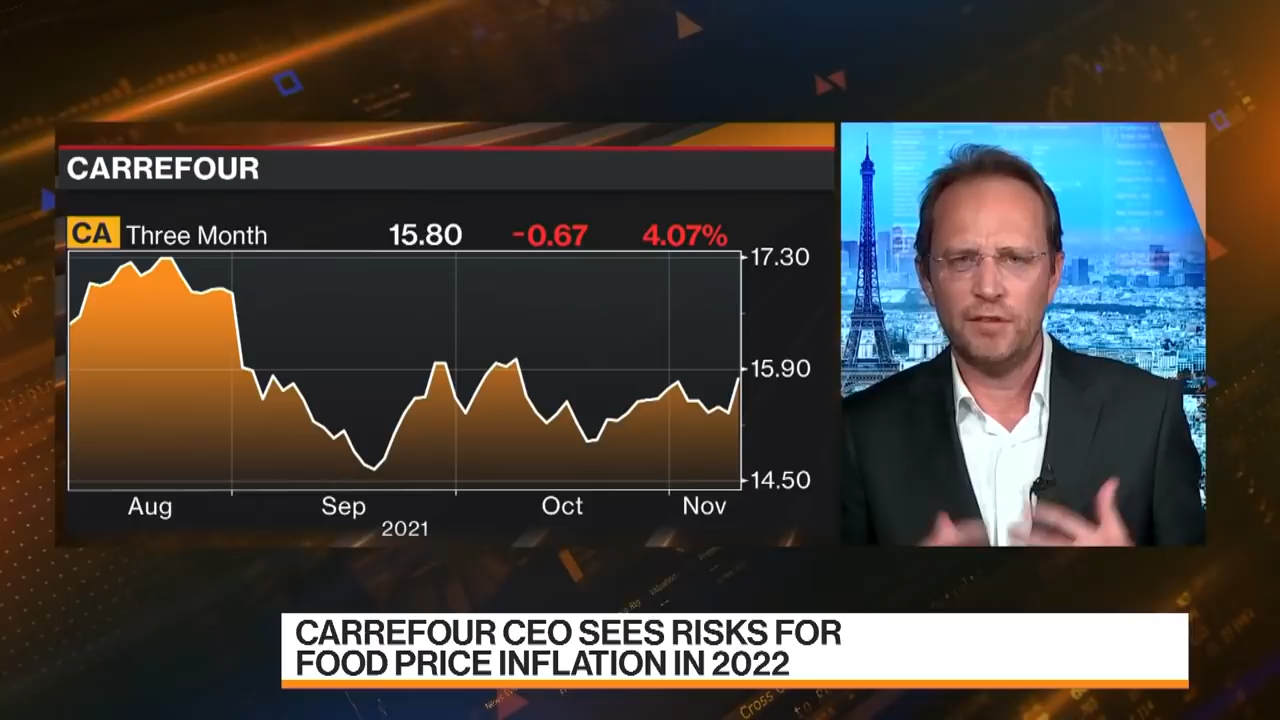 CARREFOUR
CA Three Month 15.80 -0.67 4.07%
17.30
15.90
14.50
Aug Sep Oct Nov
2021
CARREFOUR CEO SEES RISKS FOR
FOOD PRICE INFLATION IN 2022